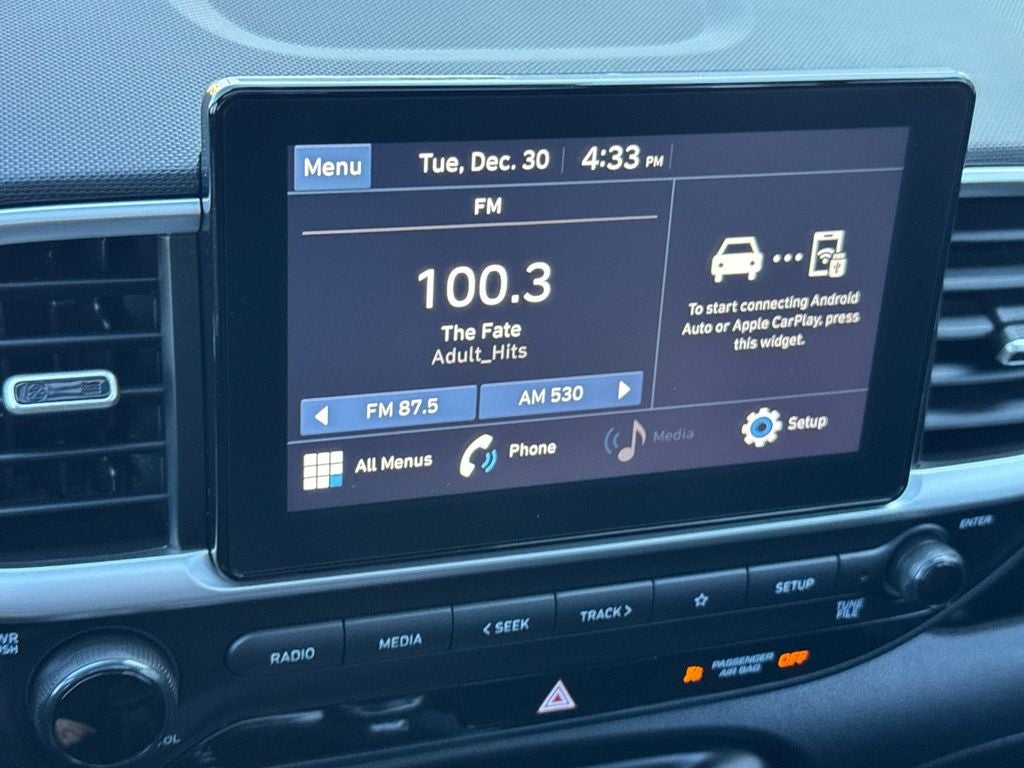 Menu
Tue, Dec. 30
4:33 PM
FM
100.3
The Fate
Adult_Hits
FM 87.5
AM 530
To start connecting Android
Auto or Apple CarPlay, press
this widget.
All Menus
Phone
Media
Setup
RADIO
MEDIA
< SEEK
TRACK >
SETUP
ENTER
TUNE
FILE
PASSENGER
AIR BAG
OFF